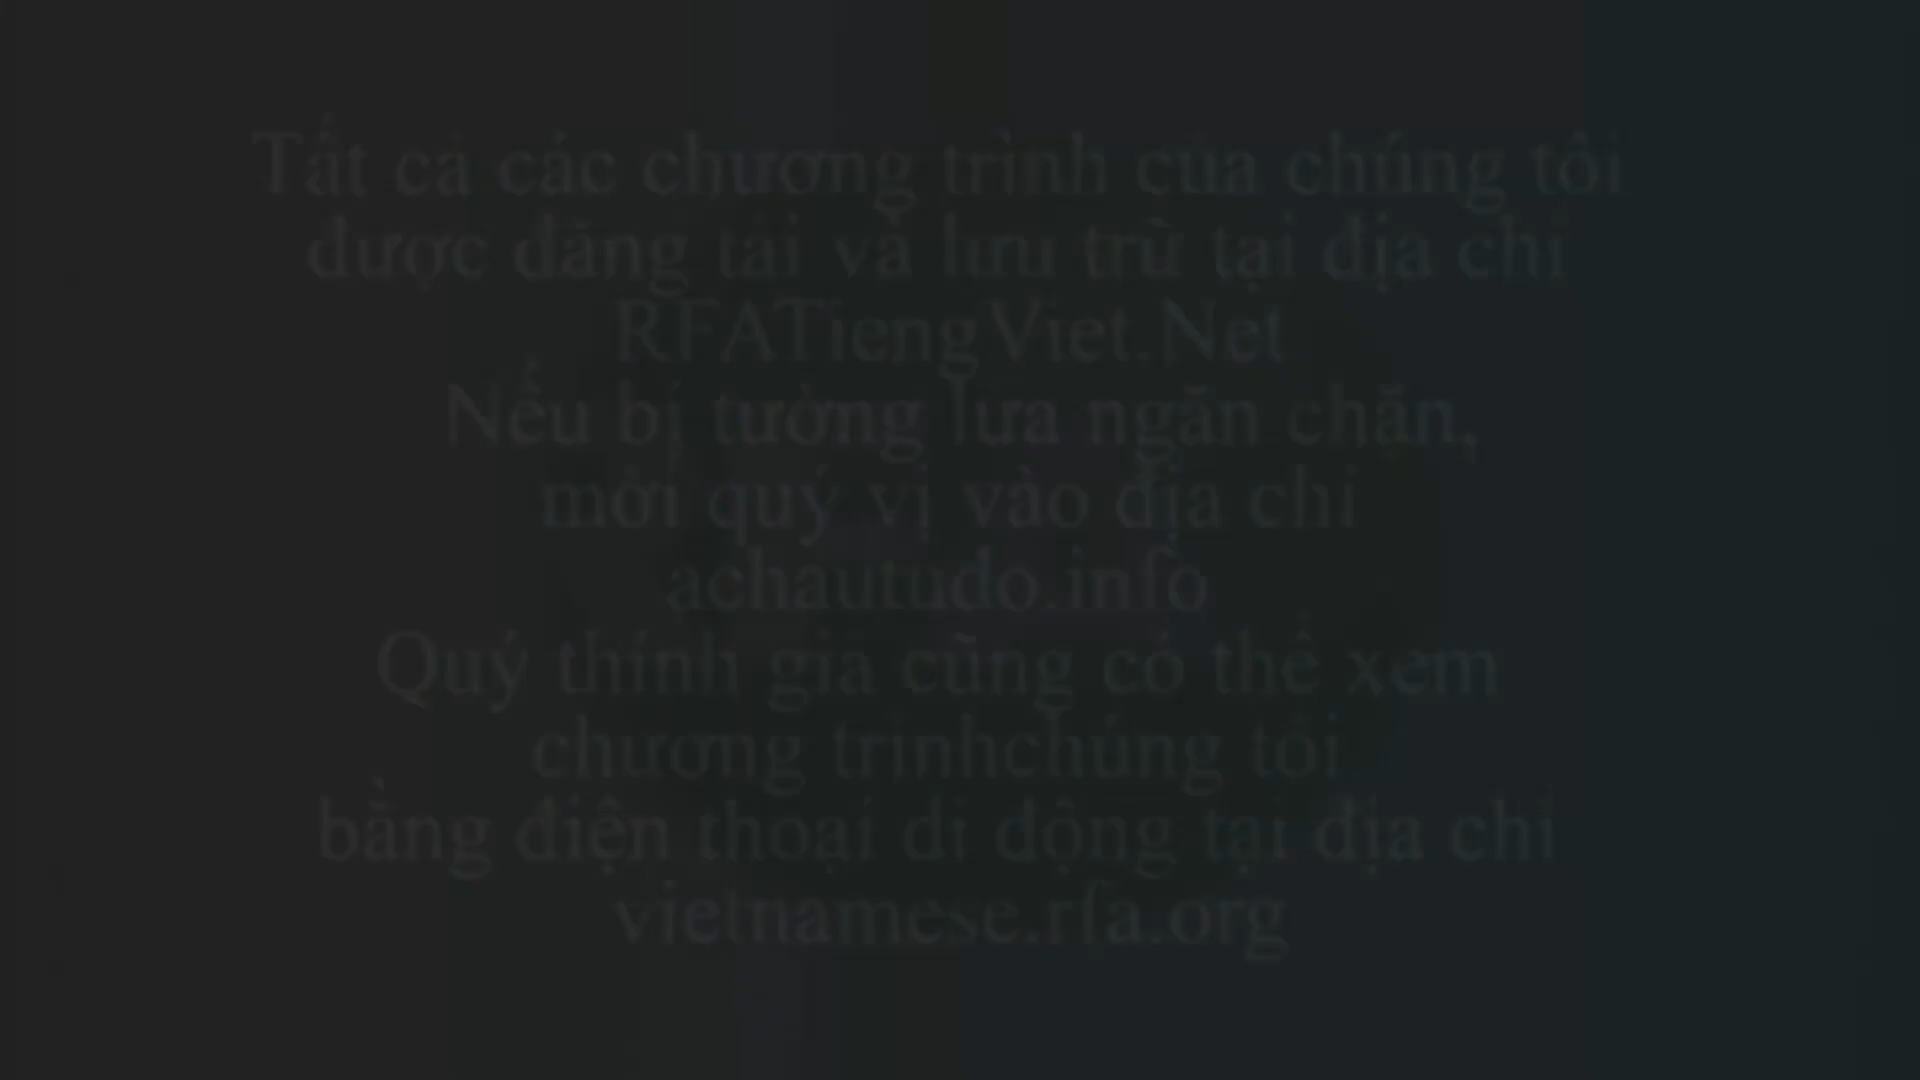 Tất cả các chương trình của chúng tôi
được đăng tải và lưu trữ tại địa chỉ
RFATiengViet.Net
Nếu bị tường lửa ngăn chặn,
mời quý vị vào địa chỉ
achautudo.info
Quý thính giả cũng có thể xem
chương trìnhchúng tôi
bằng điện thoại di động tại địa chỉ
vietnamese.rfa.org